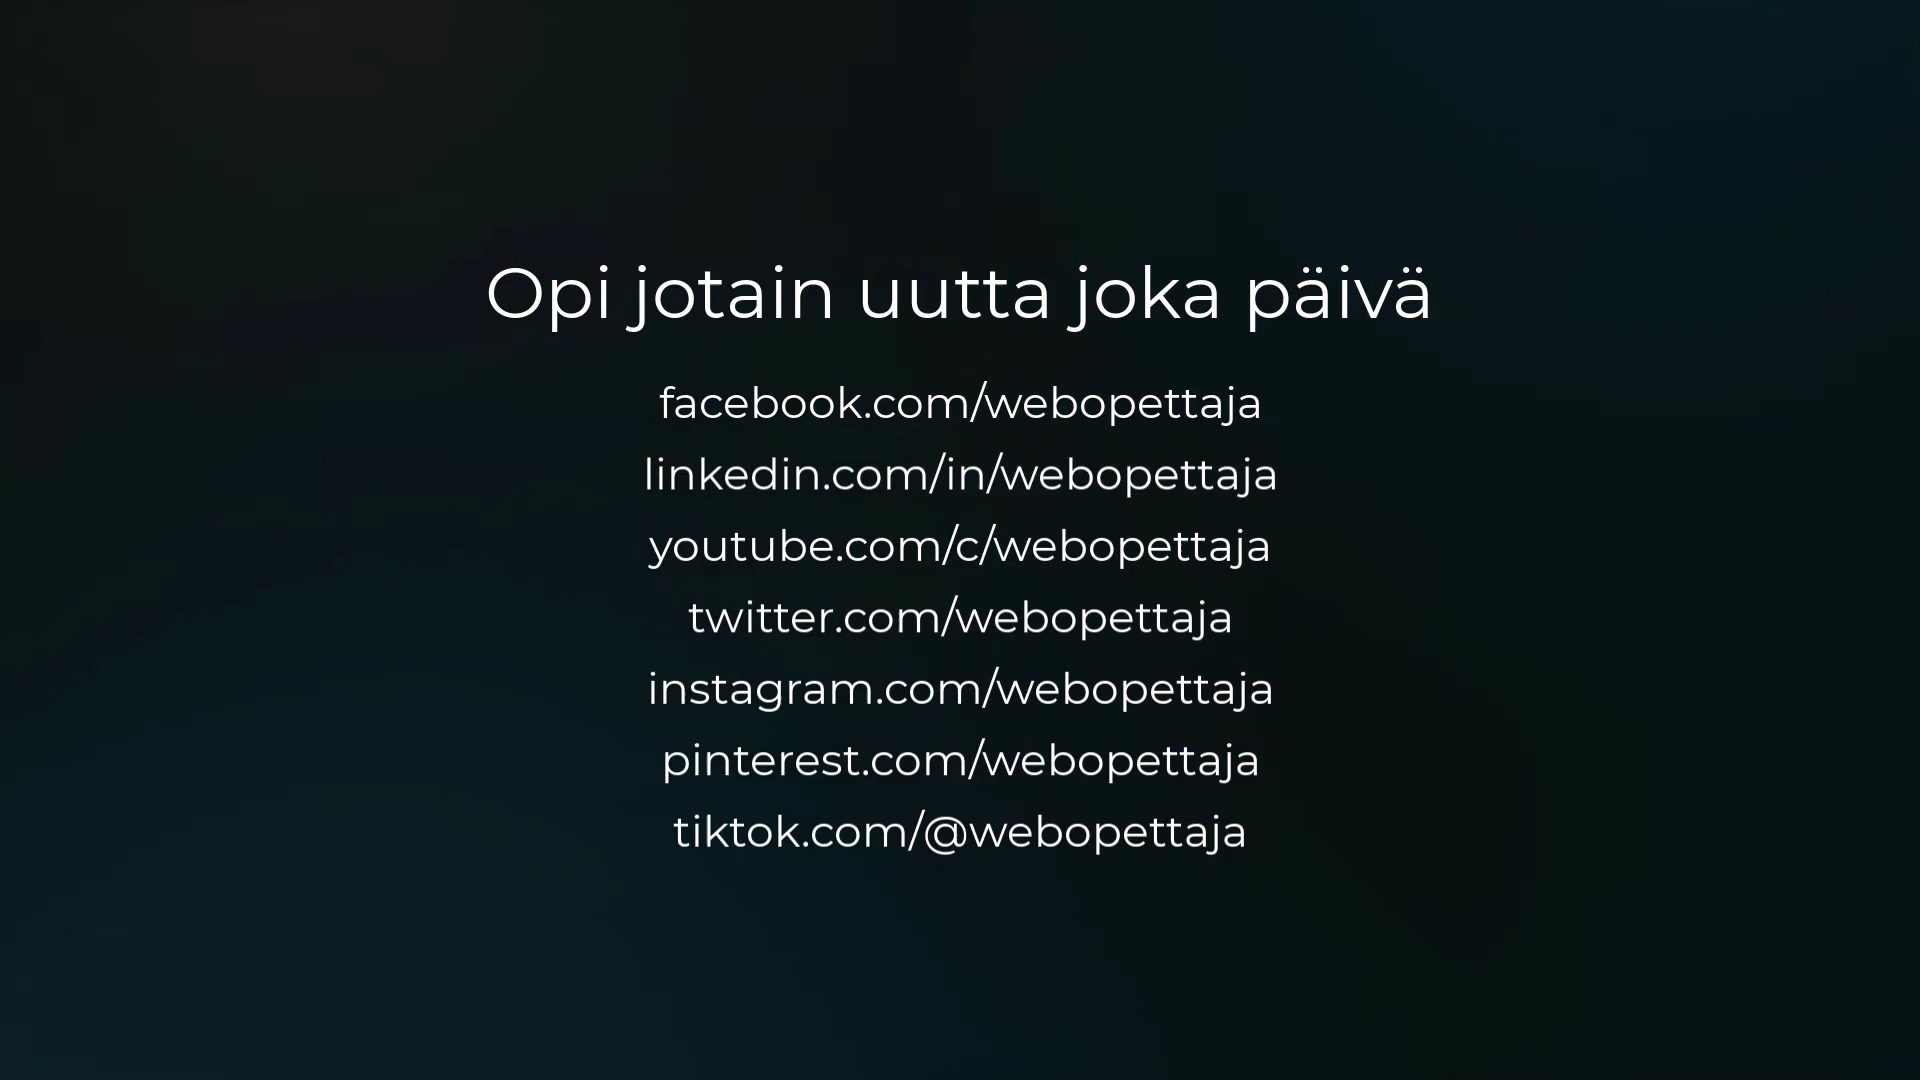 Opi jotain uutta joka päivä
facebook.com/webopettaja
linkedin.com/in/webopettaja
youtube.com/c/webopettaja
twitter.com/webopettaja
instagram.com/webopettaja
pinterest.com/webopettaja
tiktok.com/@webopettaja